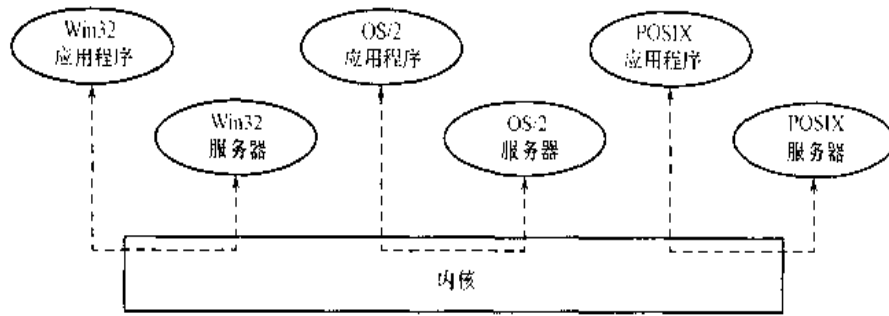 Win32
应用程序
OS/2
应用程序
POSIX
应用程序
Win32
服务器
OS/2
服务器
POSIX
服务器
内核